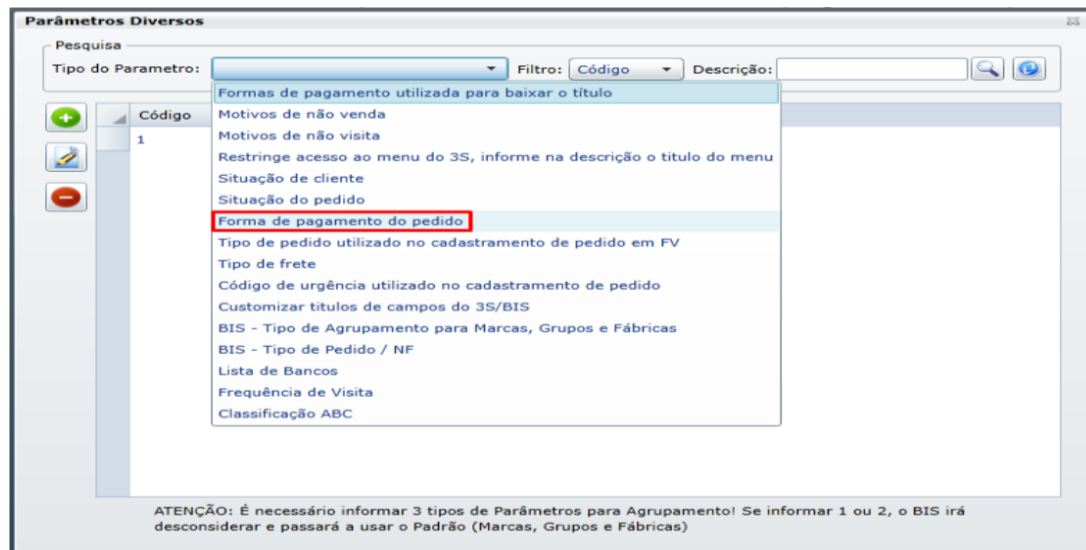 Parâmetros Diversos
Pesquisa
Tipo do Parametro: Filtro: Código Descrição:
Formas de pagamento utilizada para baixar o título
Código
Motivos de não venda
1
Motivos de não visita
Restringe acesso ao menu do 3S, informe na descrição o titulo do menu
Situação de cliente
Situação do pedido
Forma de pagamento do pedido
Tipo de pedido utilizado no cadastramento de pedido em FV
Tipo de frete
Código de urgência utilizado no cadastramento de pedido
Customizar titulos de campos do 3S/BIS
BIS - Tipo de Agrupamento para Marcas, Grupos e Fábricas
BIS - Tipo de Pedido / NF
Lista de Bancos
Frequência de Visita
Classificação ABC
ATENÇÃO: É necessário informar 3 tipos de Parâmetros para Agrupamento! Se informar 1 ou 2, o BIS irá
desconsiderar e passará a usar o Padrão (Marcas, Grupos e Fábricas)